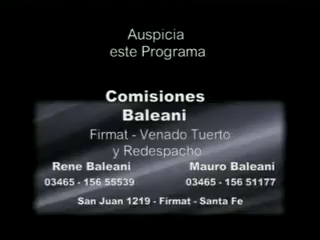 Auspicia
este Programa
Comisiones
Baleani
Firmat - Venado Tuerto
y Redespacho
Rene Baleani Mauro Baleani
03465 - 156 55539 03465 - 156 51177
San Juan 1219 - Firmat - Santa Fe